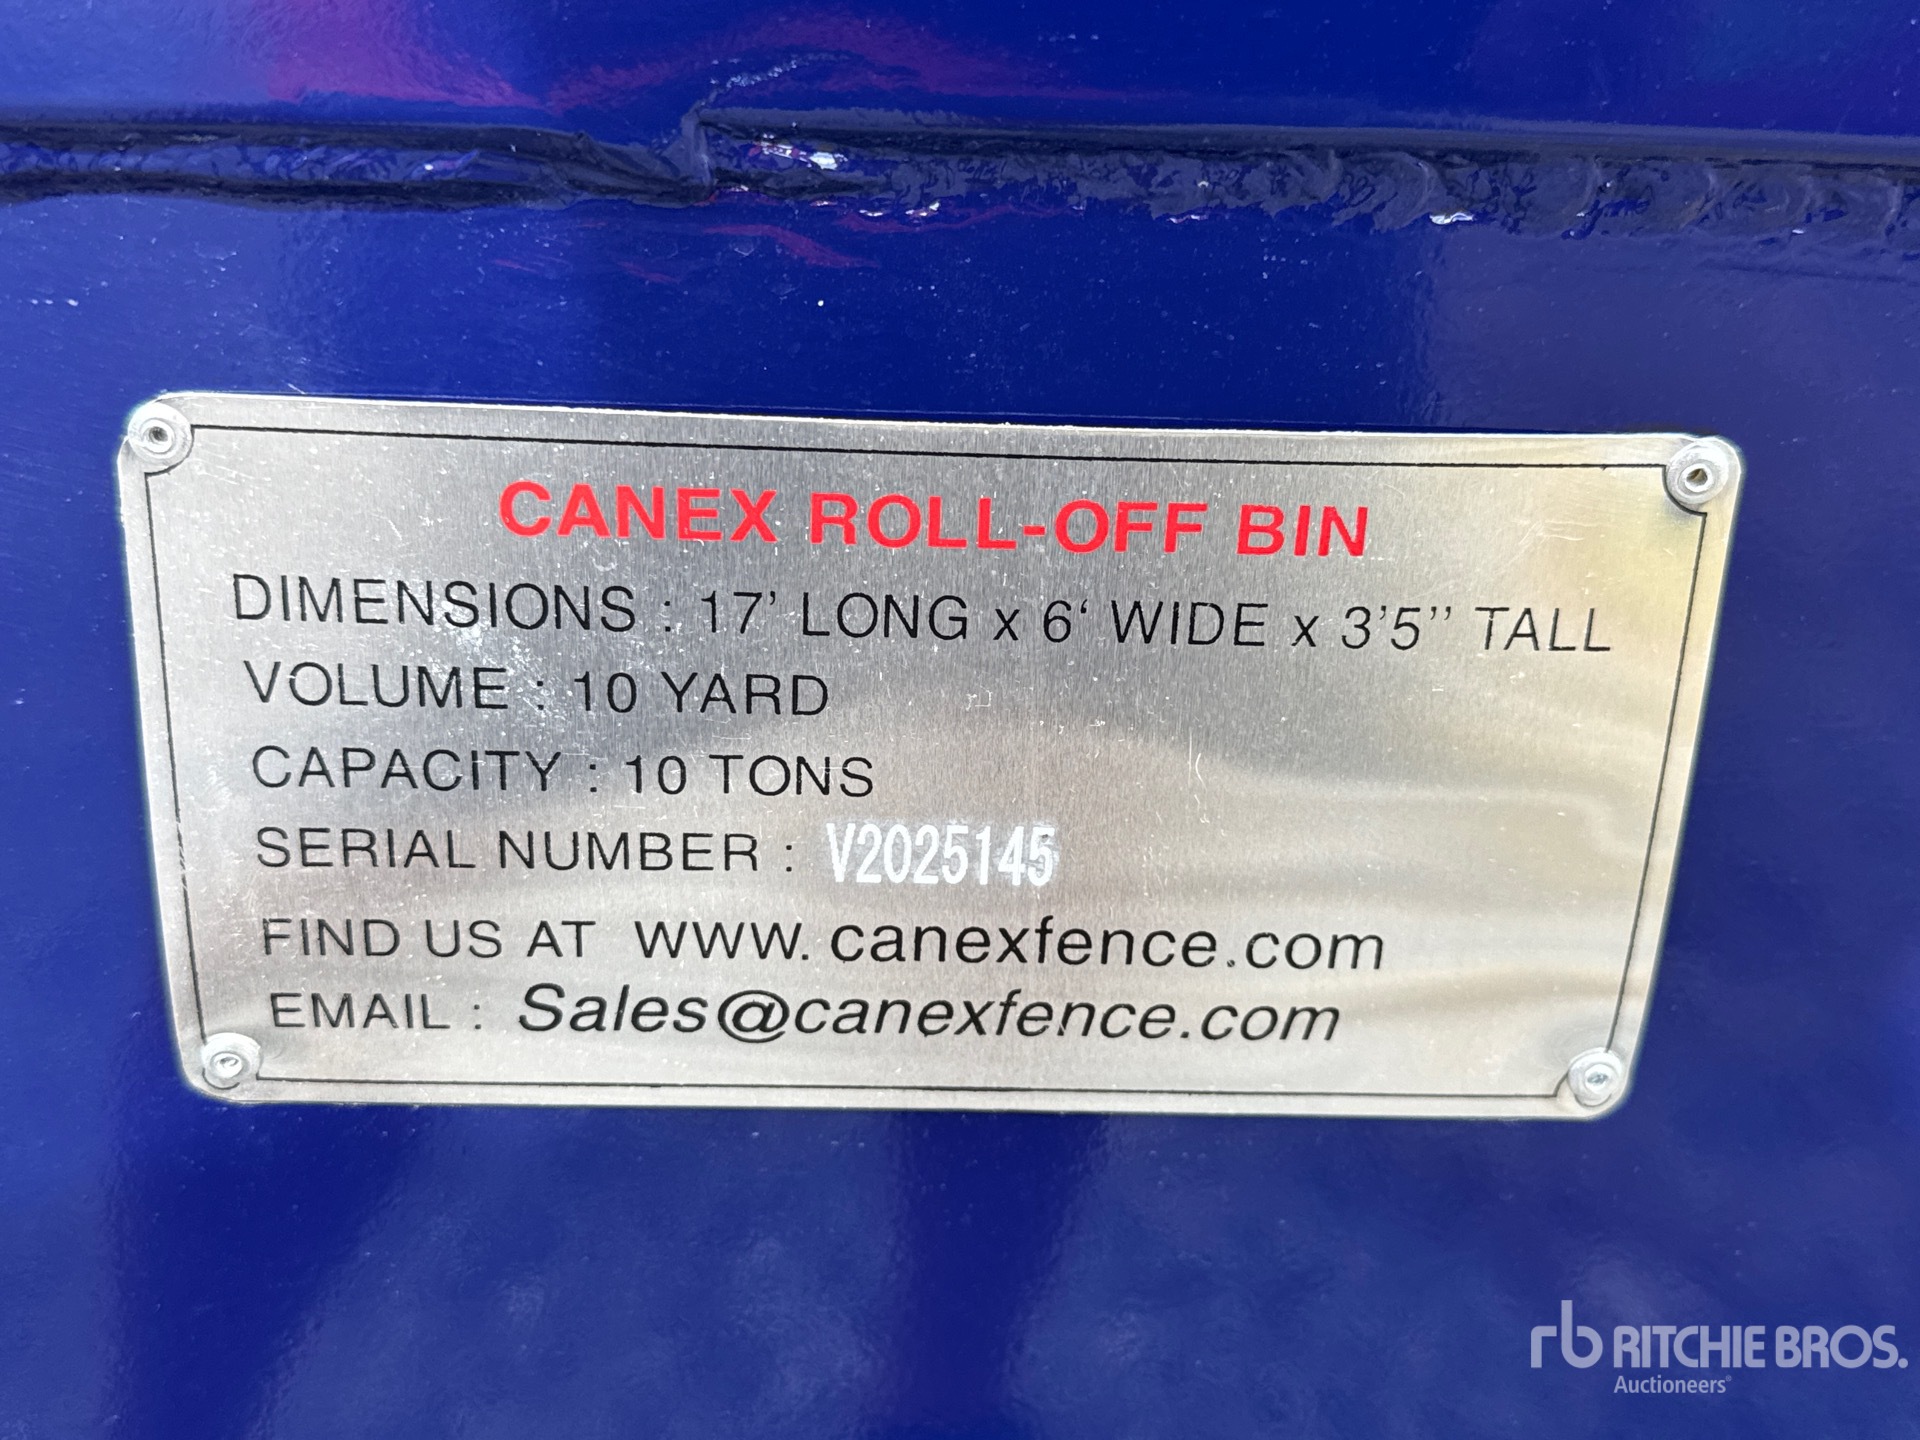 CANEX ROLL-OFF BIN
DIMENSIONS : 17' LONG x 6‘ WIDE x 3'5'' TALL
VOLUME : 10 YARD
CAPACITY : 10 TONS
SERIAL NUMBER : V2025145
FIND US AT WWW. canexfence.com
EMAIL : Sales@canexfence.com
rb RITCHIE BROS.
Auctioneers®